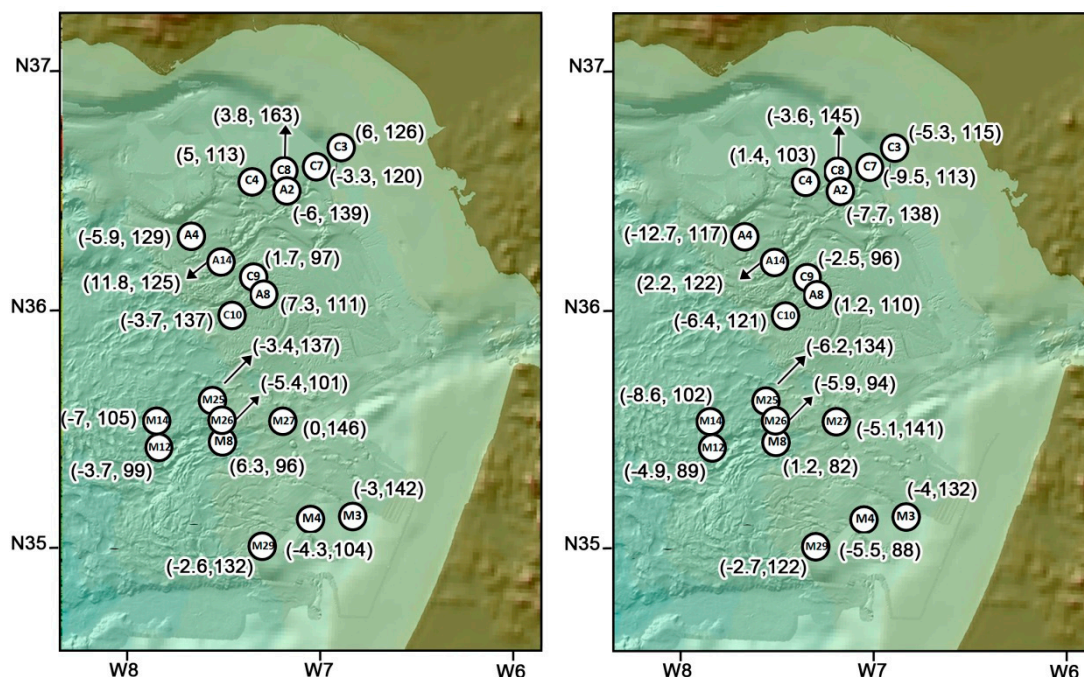 N37
(3.8, 163)
(6, 126)
C3
(5, 113)
C8
C7
C4
A2
(-3.3, 120)
(-6, 139)
A4
(-5.9, 129)
A14
(1.7, 97)
C9
(11.8, 125)
A8
(7.3, 111)
N36
(-3.7, 137)
C10
(-3.4,137)
(-5.4,101)
M25
(-7, 105)
M14
M26
M27
M8
(0,146)
M12
(-3.7, 99)
(6.3, 96)
(-3, 142)
M4
M3
N35
M29
(-4.3,104)
(-2.6,132)
W8
W7
W6
N37
(-3.6, 145)
C3
(-5.3, 115)
(1.4, 103)
C8
C7
C4
A2
(-9.5, 113)
(-7.7, 138)
(-12.7, 117)
A4
A14
(-2.5, 96)
C9
(2.2, 122)
A8
(1.2, 110)
N36
(-6.4, 121)
C10
(-6.2,134)
(-5.9, 94)
(-8.6, 102)
M25
M14
M26
M27
M8
(-5.1,141)
M12
(-4.9, 89)
(1.2, 82)
(-4,132)
M4
M3
N35
M29
(-5.5, 88)
(-2.7,122)
W8
W7
W6